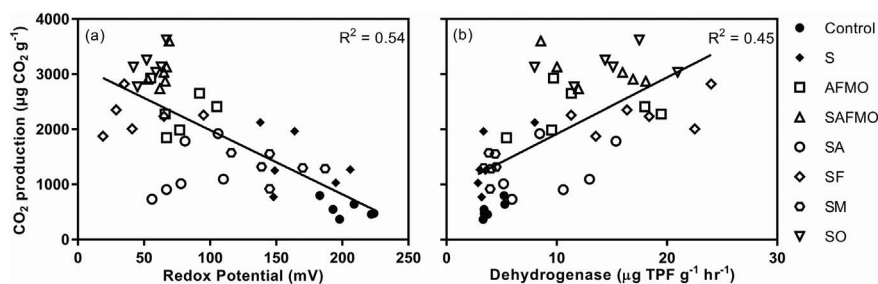 (a)
R² = 0.54
CO₂ production (µg CO₂ g⁻¹)
4000
3000
2000
1000
0
0
50
100
150
200
250
Redox Potential (mV)
(b)
R² = 0.45
0
10
20
30
Dehydrogenase (µg TPF g⁻¹ hr⁻¹)
Control
S
AFMO
SAFMO
SA
SF
SM
SO